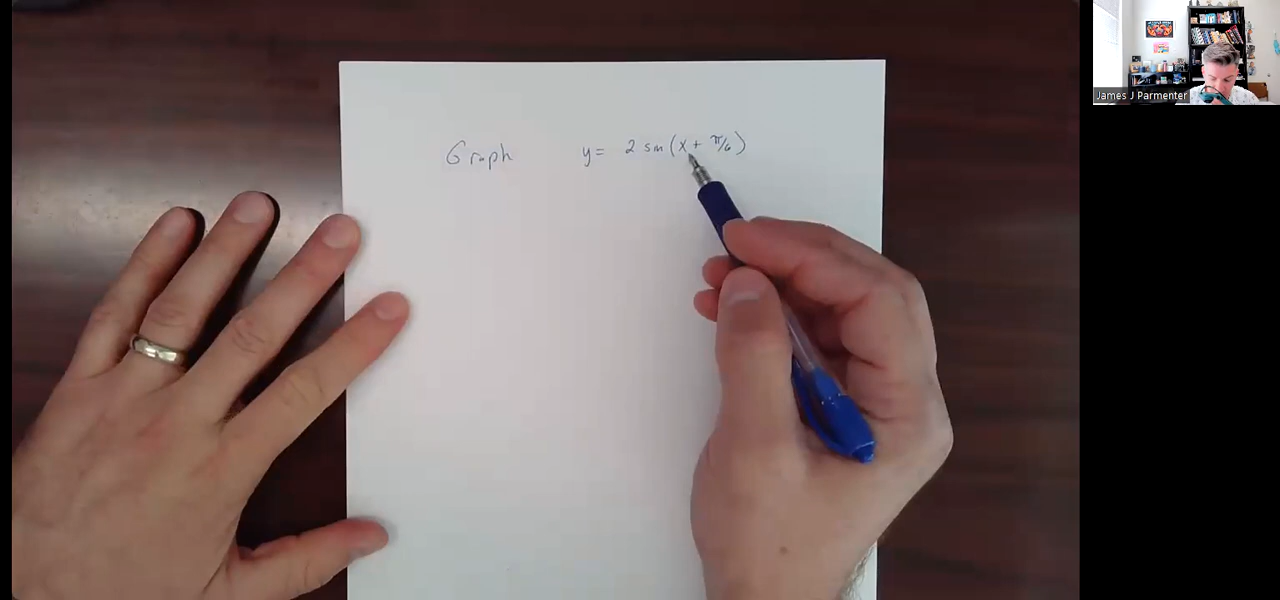 Graph y = 2 sin(x + π/6)
James J Parmenter